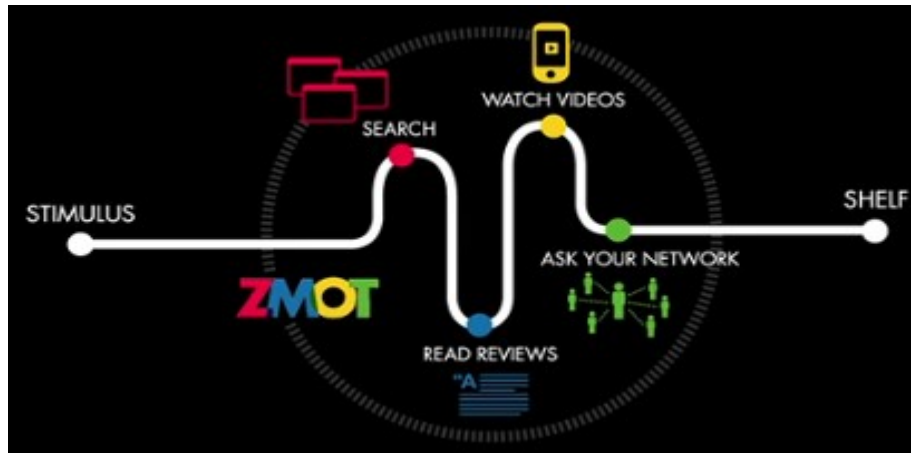 STIMULUS
SEARCH
WATCH VIDEOS
SHELF
ZMOT
ASK YOUR NETWORK
READ REVIEWS
"A